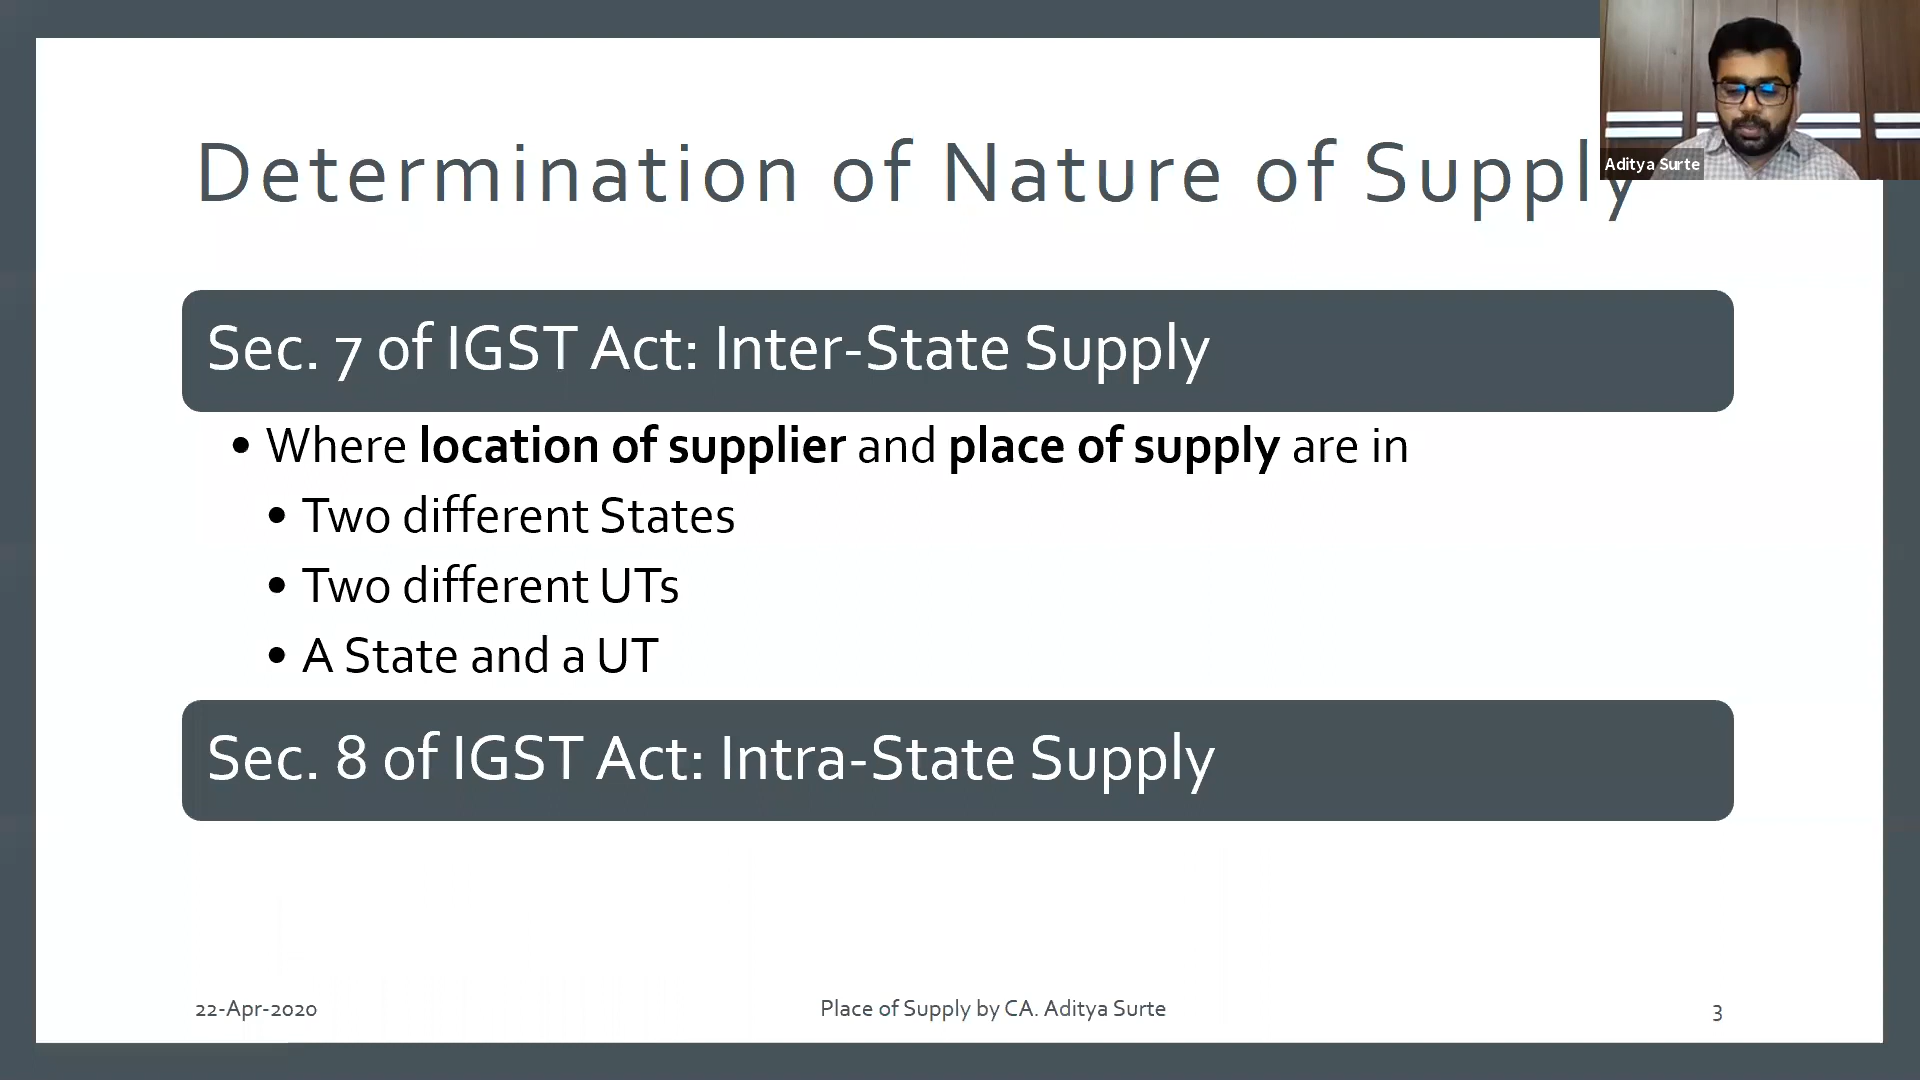 Determination of Nature of Supply
Aditya Surte
Sec. 7 of IGST Act: Inter-State Supply
• Where location of supplier and place of supply are in
• Two different States
• Two different UTs
• A State and a UT
Sec. 8 of IGST Act: Intra-State Supply
22-Apr-2020
Place of Supply by CA. Aditya Surte
3